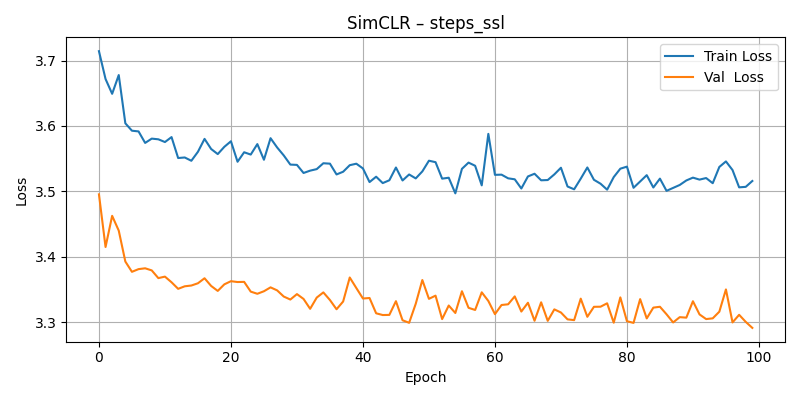 SimCLR – steps_ssl
Train Loss
Val  Loss
Loss
3.7
3.6
3.5
3.4
3.3
0 20 40 60 80 100
Epoch